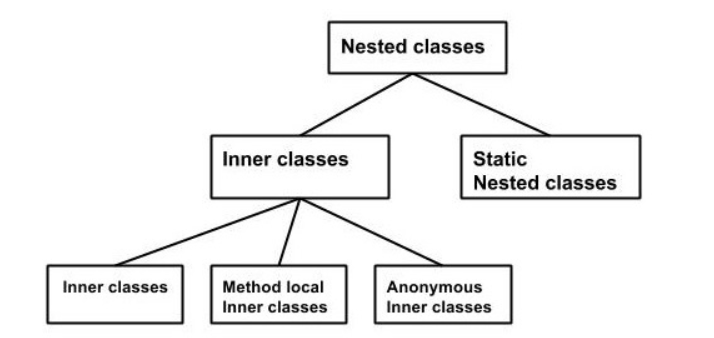 Nested classes
Inner classes
Static
Nested classes
Inner classes
Method local
Inner classes
Anonymous
Inner classes